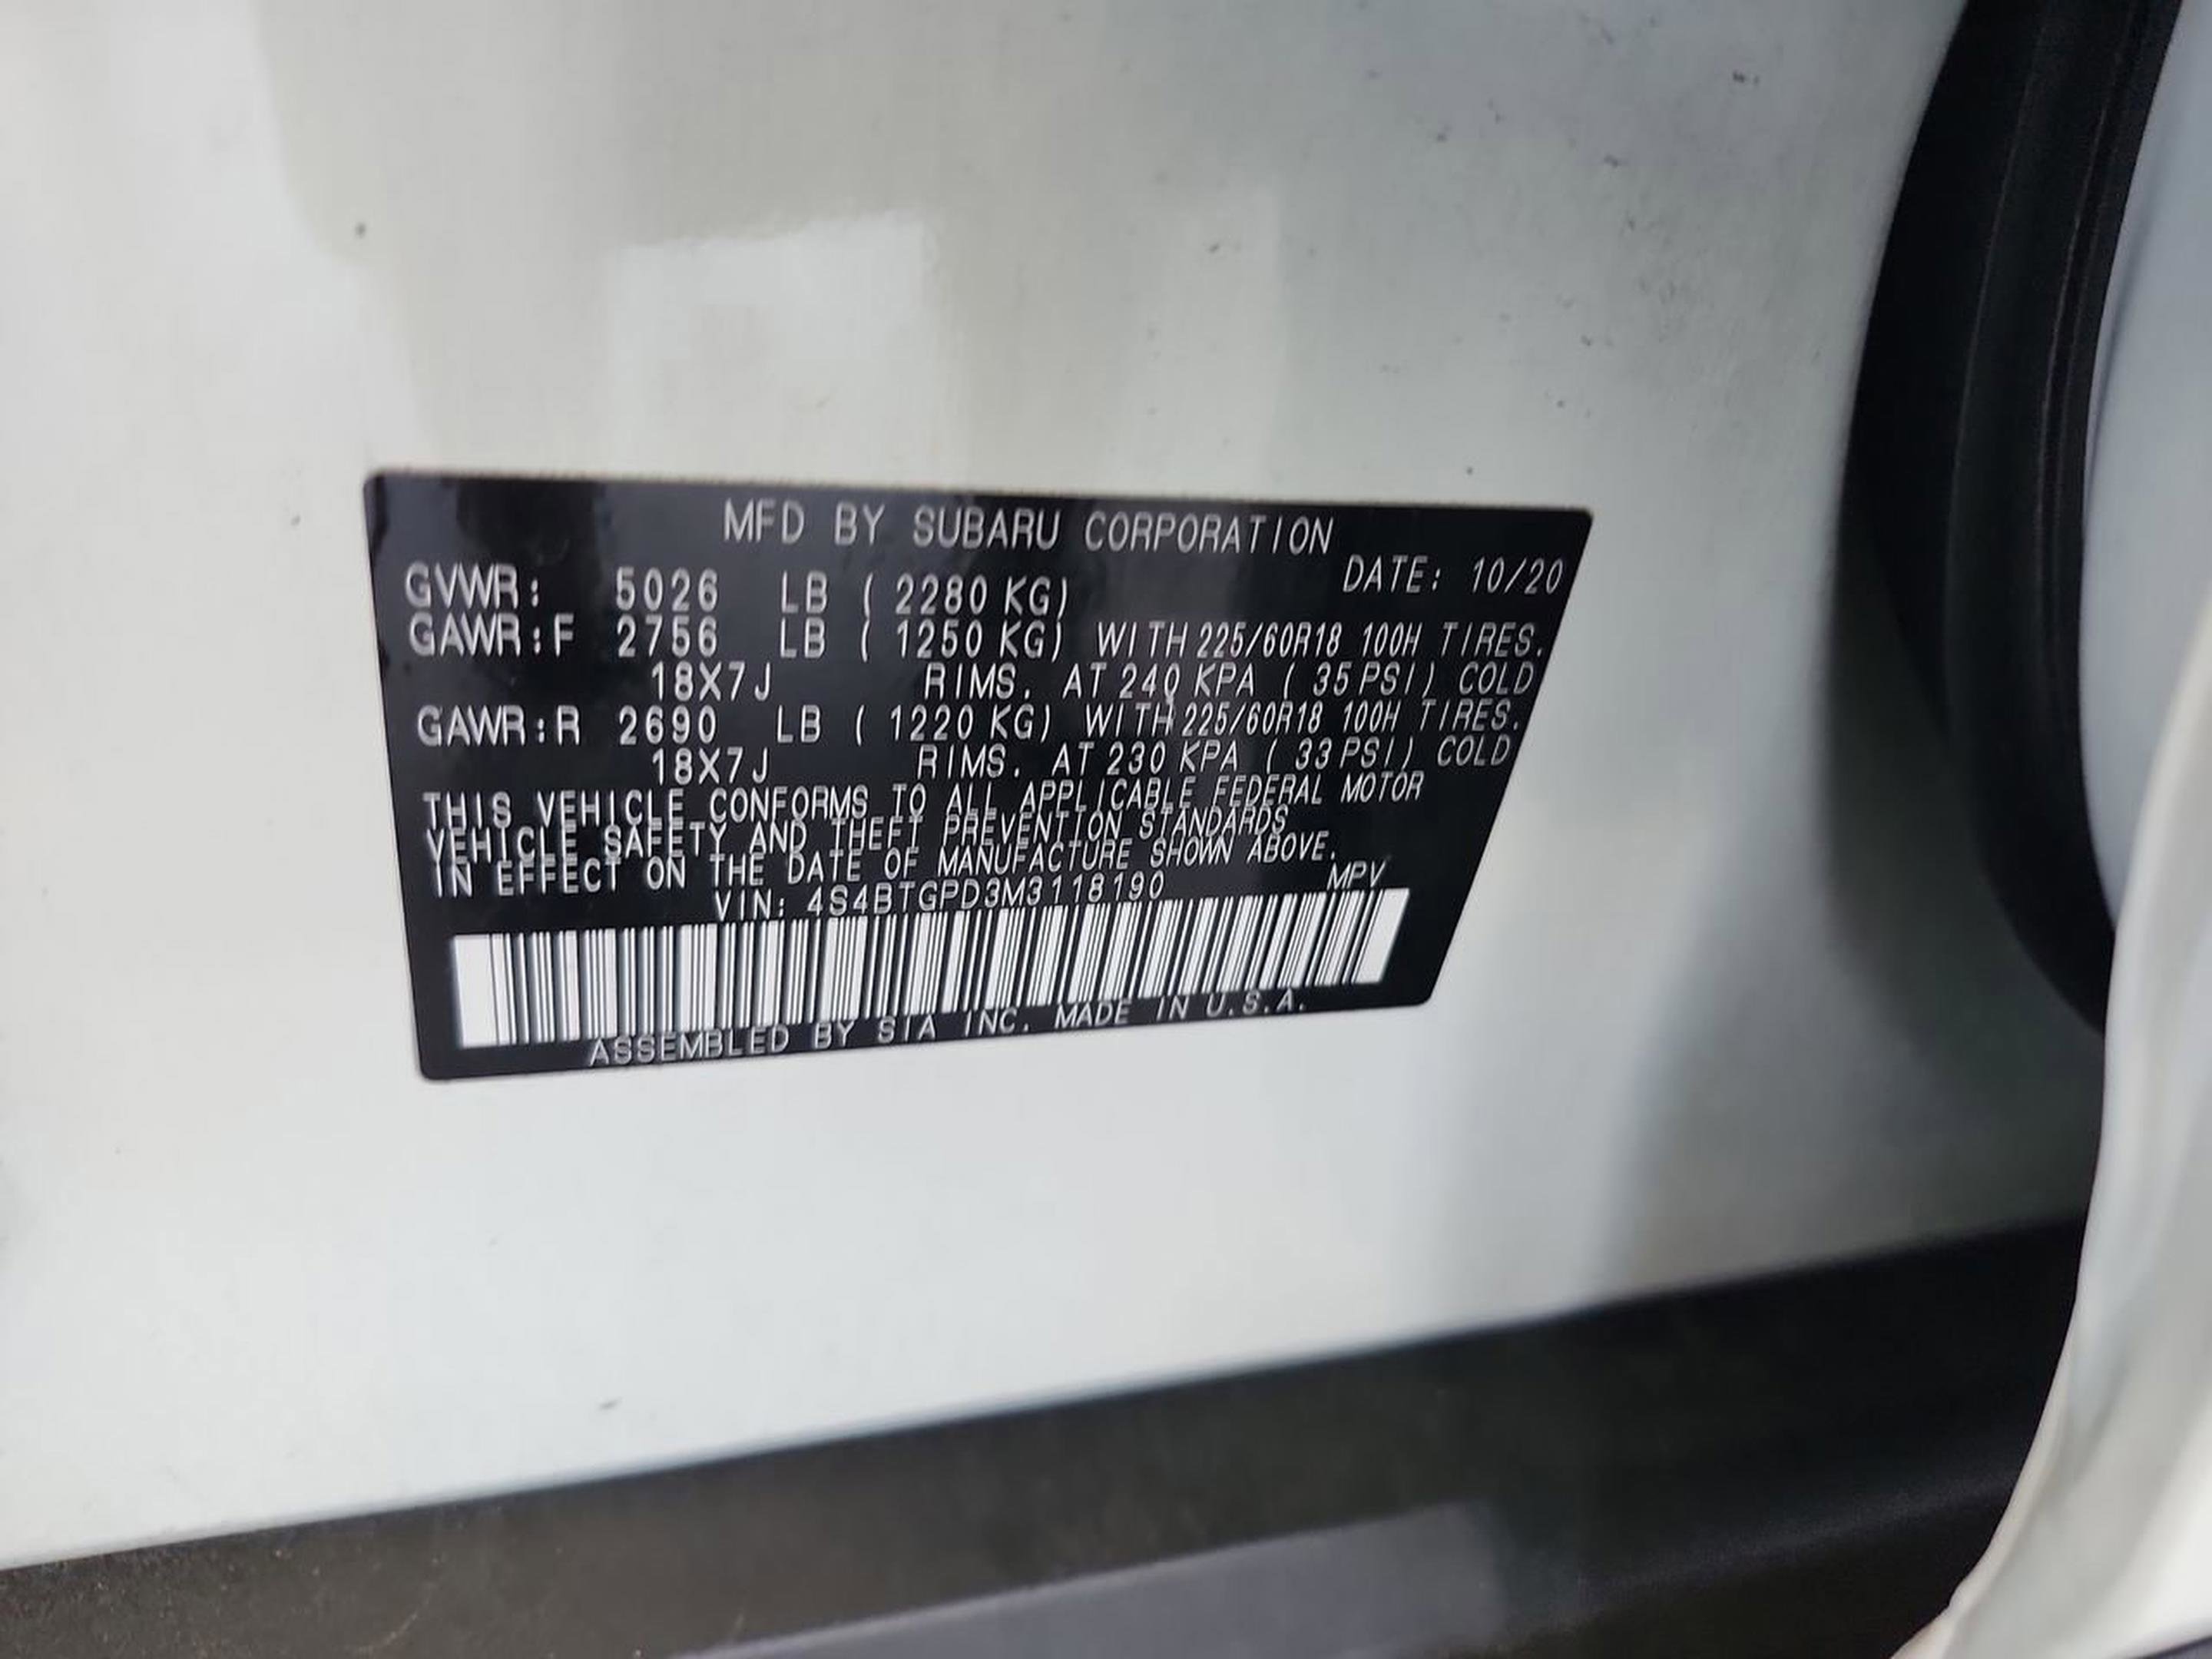 MFD BY SUBARU CORPORATION
DATE: 10/20
GVWR: 5026 LB ( 2280 KG)
GAWR:F 2756 LB ( 1250 KG) WITH 225/60R18 100H TIRES.
18X7J RIMS. AT 240 KPA ( 35 PSI) COLD
GAWR:R 2690 LB ( 1220 KG) WITH 225/60R18 100H TIRES.
18X7J RIMS. AT 230 KPA ( 33 PSI) COLD
THIS VEHICLE CONFORMS TO ALL APPLICABLE FEDERAL MOTOR
VEHICLE SAFETY AND THEFT PREVENTION STANDARDS
IN EFFECT ON THE DATE OF MANUFACTURE SHOWN ABOVE.
VIN: 4S4BTGPD3M3118190 MPV
ASSEMBLED BY SIA INC. MADE IN U.S.A.